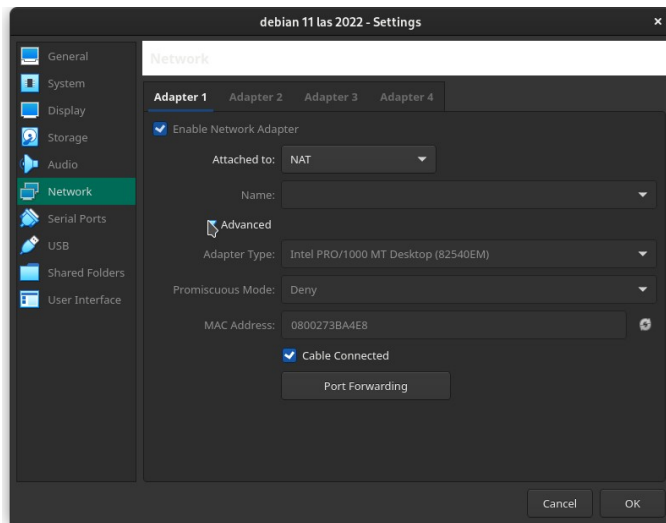 debian 11 las 2022 - Settings
General
System
Display
Storage
Audio
Network
Serial Ports
USB
Shared Folders
User Interface
Network
Adapter 1 Adapter 2 Adapter 3 Adapter 4
Enable Network Adapter
Attached to: NAT
Name:
Advanced
Adapter Type: Intel PRO/1000 MT Desktop (82540EM)
Promiscuous Mode: Deny
MAC Address: 0800273BA4E8
Cable Connected
Port Forwarding
Cancel OK